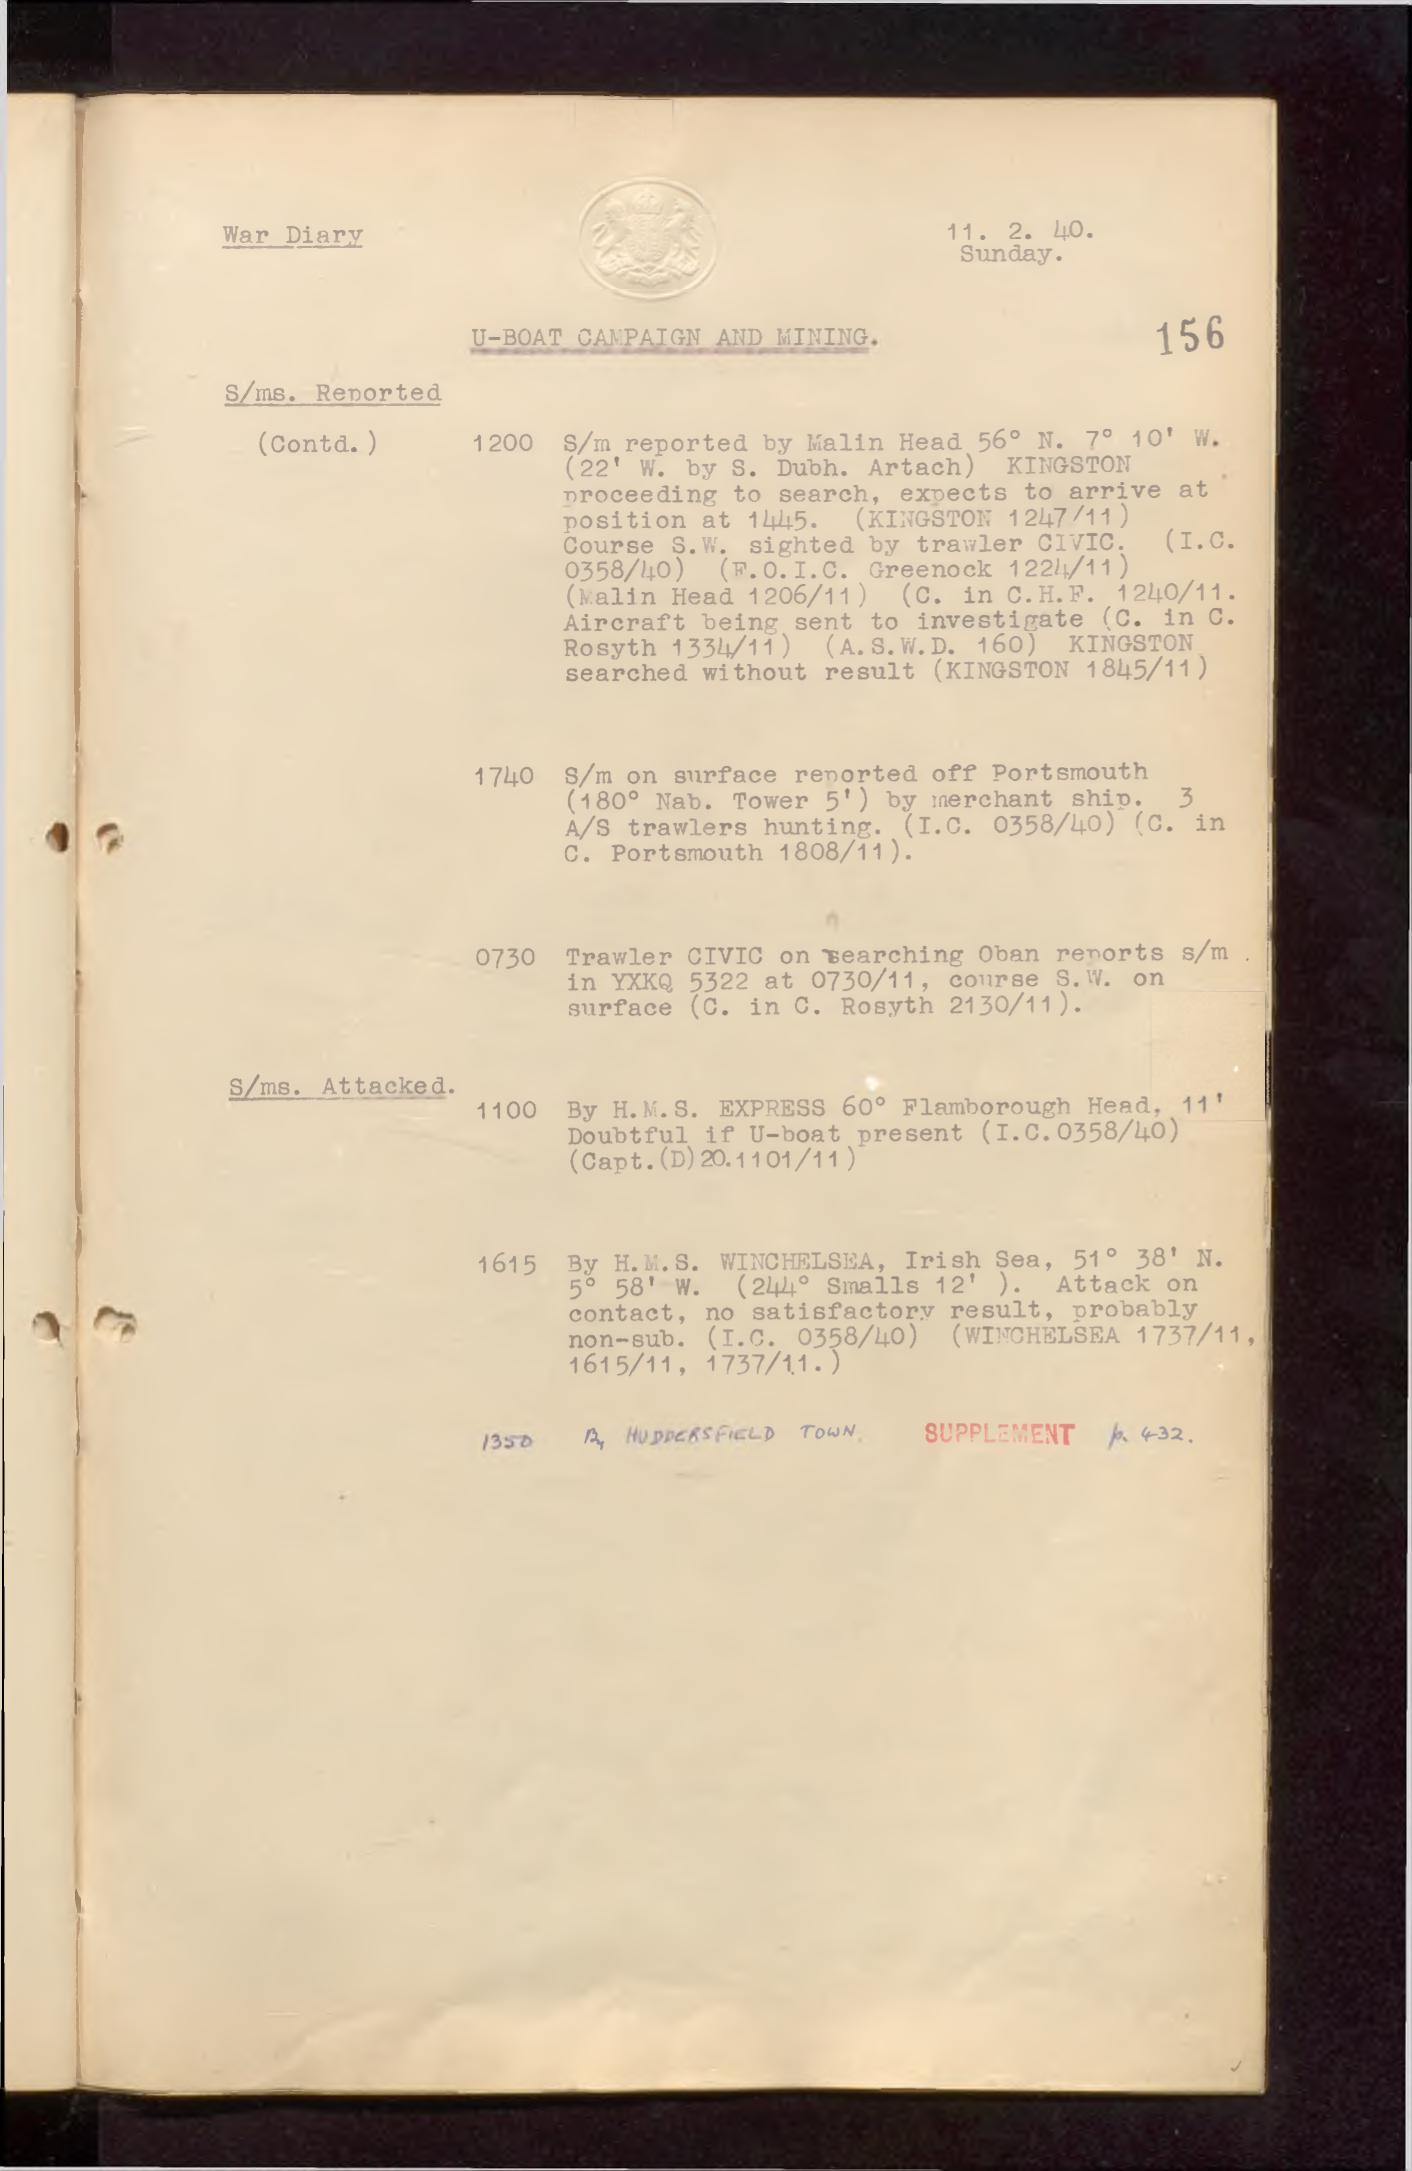 War Diary
11. 2. 40.
Sunday.
U-BOAT CAMPAIGN AND MINING.
156
S/ms. Reported
(Contd.)
1200 S/m reported by Malin Head 56° N. 7° 10' W.
(22' W. by S. Dubh. Artach) KINGSTON
proceeding to search, expects to arrive at
position at 1445. (KINGSTON 1247/11)
Course S.W. sighted by trawler CIVIC. (I.C.
0358/40) (F.O.I.C. Greenock 1224/11)
(Malin Head 1206/11) (C. in C.H.F. 1240/11.
Aircraft being sent to investigate (C. in C.
Rosyth 1334/11) (A.S.W.D. 160) KINGSTON
searched without result (KINGSTON 1845/11)
1740 S/m on surface reported off Portsmouth
(180° Nab. Tower 5') by merchant ship. 3
A/S trawlers hunting. (I.C. 0358/40) (C. in
C. Portsmouth 1808/11).
0730 Trawler CIVIC on searching Oban reports s/m
in YXKQ 5322 at 0730/11, course S.W. on
surface (C. in C. Rosyth 2130/11).
S/ms. Attacked.
1100 By H.M.S. EXPRESS 60° Flamborough Head, 11'
Doubtful if U-boat present (I.C.0358/40)
(Capt.(D)20.1101/11)
1615 By H.M.S. WINCHELSEA, Irish Sea, 51° 38' N.
5° 58' W. (244° Smalls 12' ). Attack on
contact, no satisfactory result, probably
non-sub. (I.C. 0358/40) (WINCHELSEA 1737/11,
1615/11, 1737/11.)
1350 By HUDDERSFIELD TOWN. SUPPLEMENT p. 432.